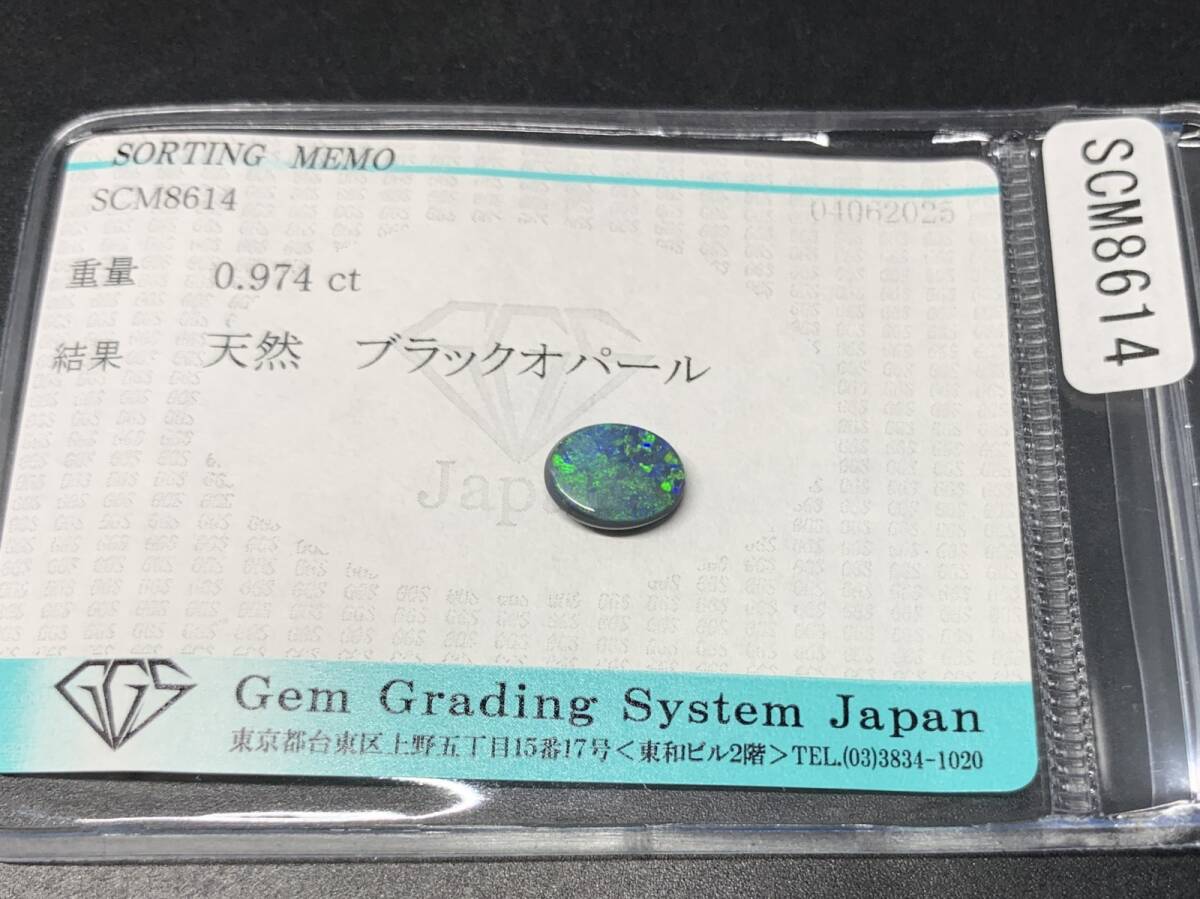 SORTING MEMO
SCM8614 04062025
重量 0.974 ct
結果 天然 ブラックオパール
Japan
GGS Gem Grading System Japan
東京都台東区上野五丁目15番17号<東和ビル2階>TEL.(03)3834-1020
SCM8614